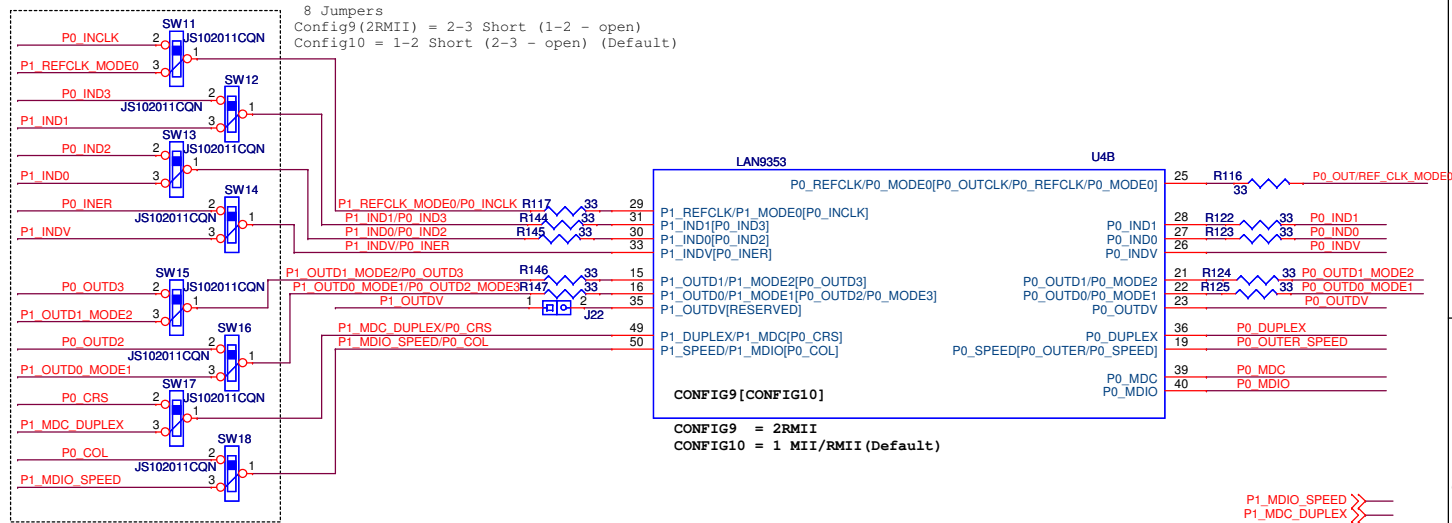 8 Jumpers
Config9(2RMII) = 2-3 Short (1-2 - open)
Config10 = 1-2 Short (2-3 - open) (Default)
SW11
JS102011CQN
P0_INCLK 2
1
P1_REFCLK_MODE0 3
SW12
JS102011CQN
P0_IND3 2
1
P1_IND1 3
SW13
JS102011CQN
P0_IND2 2
1
P1_IND0 3
SW14
JS102011CQN
P0_INER 2
1
P1_INDV 3
SW15
JS102011CQN
P0_OUTD3 2
1
P1_OUTD1_MODE2 3
SW16
JS102011CQN
P0_OUTD2 2
1
P1_OUTD0_MODE1 3
SW17
JS102011CQN
P0_CRS 2
1
P1_MDC_DUPLEX 3
SW18
JS102011CQN
P0_COL 2
1
P1_MDIO_SPEED 3
LAN9353
U4B
P1_REFCLK_MODE0/P0_INCLK R117 33 29 P1_REFCLK/P1_MODE0[P0_INCLK]
P1_IND1/P0_IND3 R144 33 31 P1_IND1[P0_IND3]
P1_IND0/P0_IND2 R145 33 30 P1_IND0[P0_IND2]
P1_INDV/P0_INER 33 P1_INDV[P0_INER]
P1_OUTD1_MODE2/P0_OUTD3 R146 33 15 P1_OUTD1/P1_MODE2[P0_OUTD3]
P1_OUTD0_MODE1/P0_OUTD2_MODE3 R147 33 16 P1_OUTD0/P1_MODE1[P0_OUTD2/P0_MODE3]
P1_OUTDV 1 2 J22 35 P1_OUTDV[RESERVED]
P1_MDC_DUPLEX/P0_CRS 49 P1_DUPLEX/P1_MDC[P0_CRS]
P1_MDIO_SPEED/P0_COL 50 P1_SPEED/P1_MDIO[P0_COL]
P0_REFCLK/P0_MODE0[P0_OUTCLK/P0_REFCLK/P0_MODE0] 25 R116 33 P0_OUT/REF_CLK_MODE0
P0_IND1 28 R122 33 P0_IND1
P0_IND0 27 R123 33 P0_IND0
P0_INDV 26 P0_INDV
P0_OUTD1/P0_MODE2 21 R124 33 P0_OUTD1_MODE2
P0_OUTD0/P0_MODE1 22 R125 33 P0_OUTD0_MODE1
P0_OUTDV 23 P0_OUTDV
P0_DUPLEX 36 P0_DUPLEX
P0_SPEED[P0_OUTER/P0_SPEED] 19 P0_OUTER_SPEED
P0_MDC 39 P0_MDC
P0_MDIO 40 P0_MDIO
CONFIG9[CONFIG10]
CONFIG9 = 2RMII
CONFIG10 = 1 MII/RMII(Default)
P1_MDIO_SPEED
P1_MDC_DUPLEX